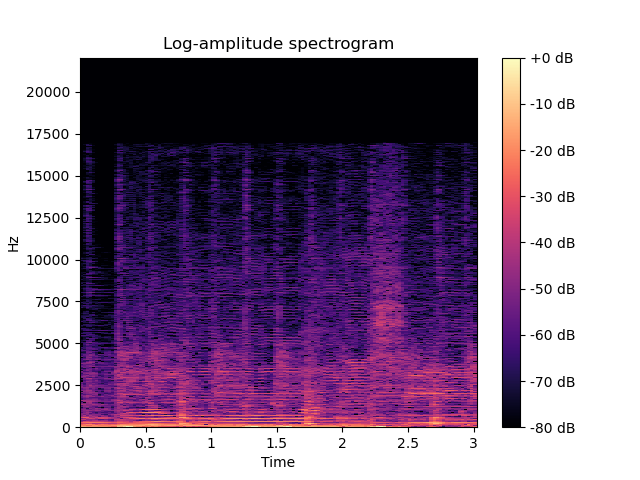 Log-amplitude spectrogram
Hz
20000
17500
15000
12500
10000
7500
5000
2500
0
0 0.5 1 1.5 2 2.5 3
Time
+0 dB
-10 dB
-20 dB
-30 dB
-40 dB
-50 dB
-60 dB
-70 dB
-80 dB